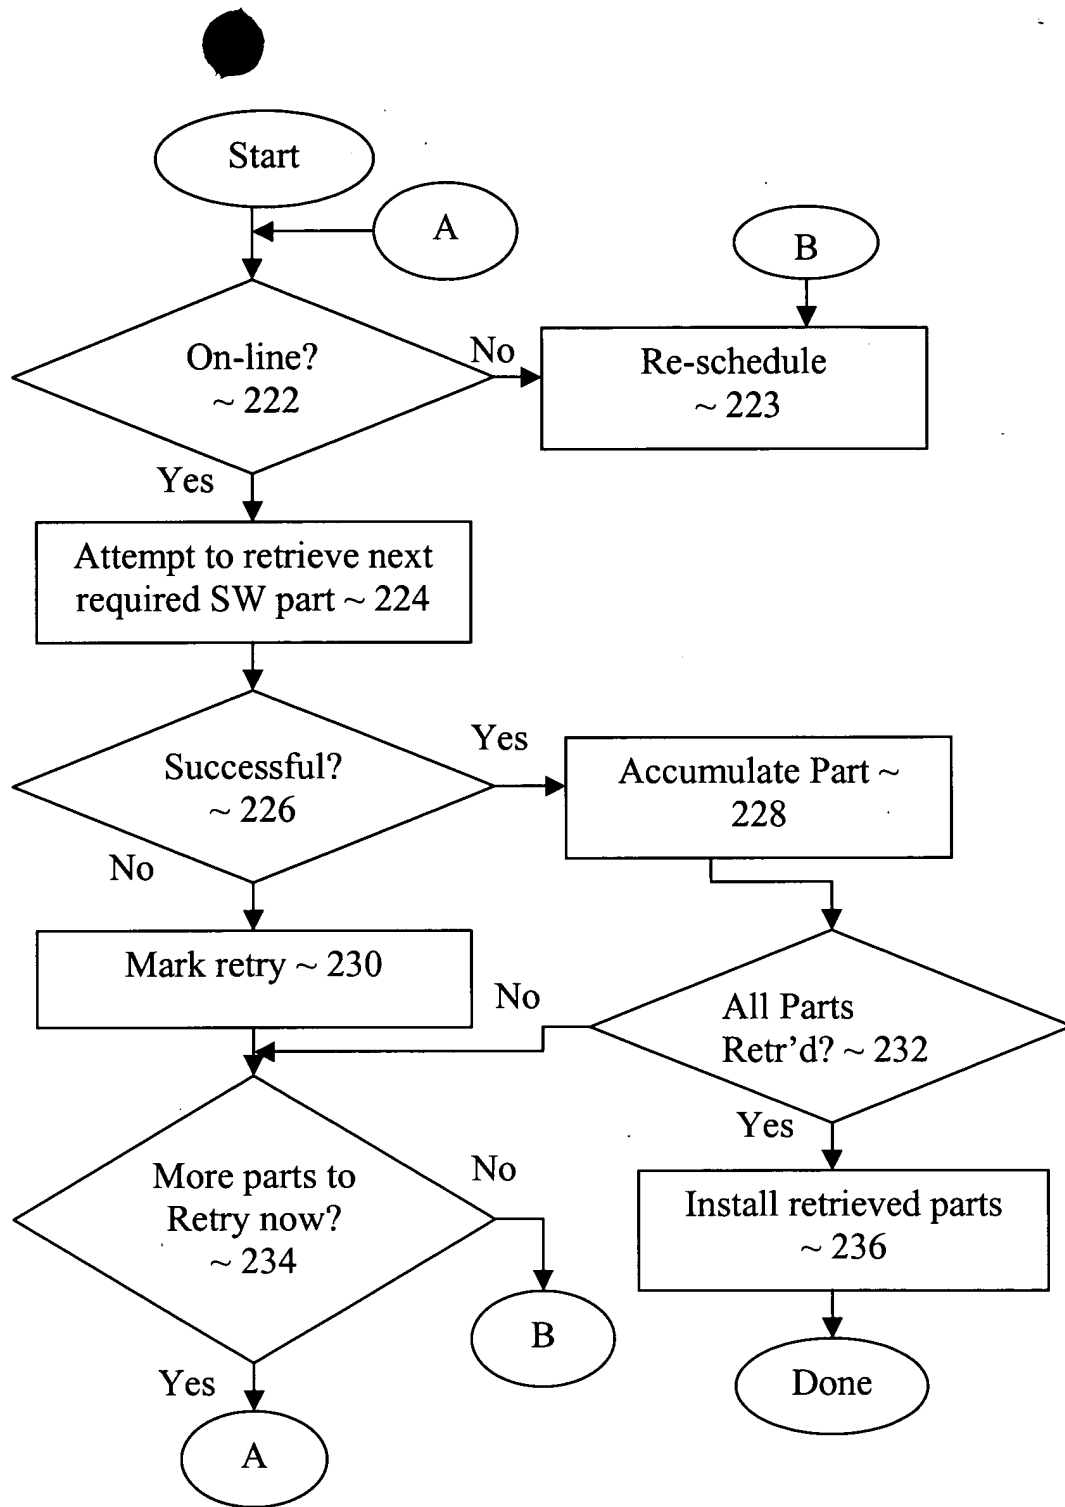 Start
A
B
On-line?
~ 222
No
Re-schedule
~ 223
Yes
Attempt to retrieve next
required SW part ~ 224
Successful?
~ 226
Yes
Accumulate Part ~
228
No
Mark retry ~ 230
No
All Parts
Retr'd? ~ 232
Yes
More parts to
Retry now?
~ 234
No
Install retrieved parts
~ 236
B
Done
Yes
A